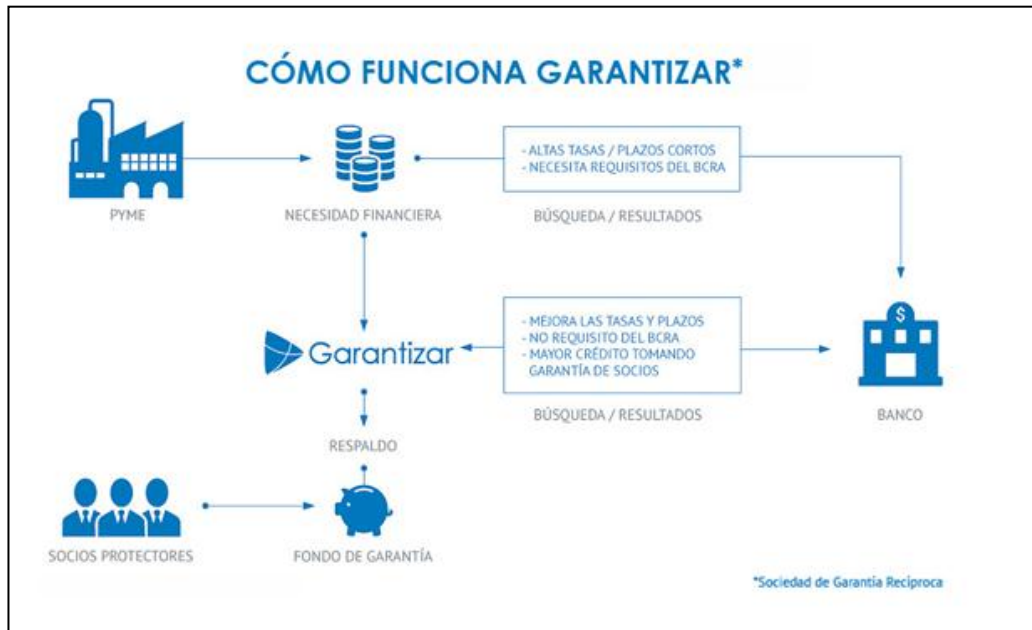 CÓMO FUNCIONA GARANTIZAR*
- ALTAS TASAS / PLAZOS CORTOS
- NECESITA REQUISITOS DEL BCRA
PYME
NECESIDAD FINANCIERA
BÚSQUEDA / RESULTADOS
Garantizar
- MEJORA LAS TASAS Y PLAZOS
- NO REQUISITO DEL BCRA
- MAYOR CRÉDITO TOMANDO
GARANTÍA DE SOCIOS
$
BÚSQUEDA / RESULTADOS
BANCO
RESPALDO
SOCIOS PROTECTORES
FONDO DE GARANTÍA
*Sociedad de Garantía Recíproca